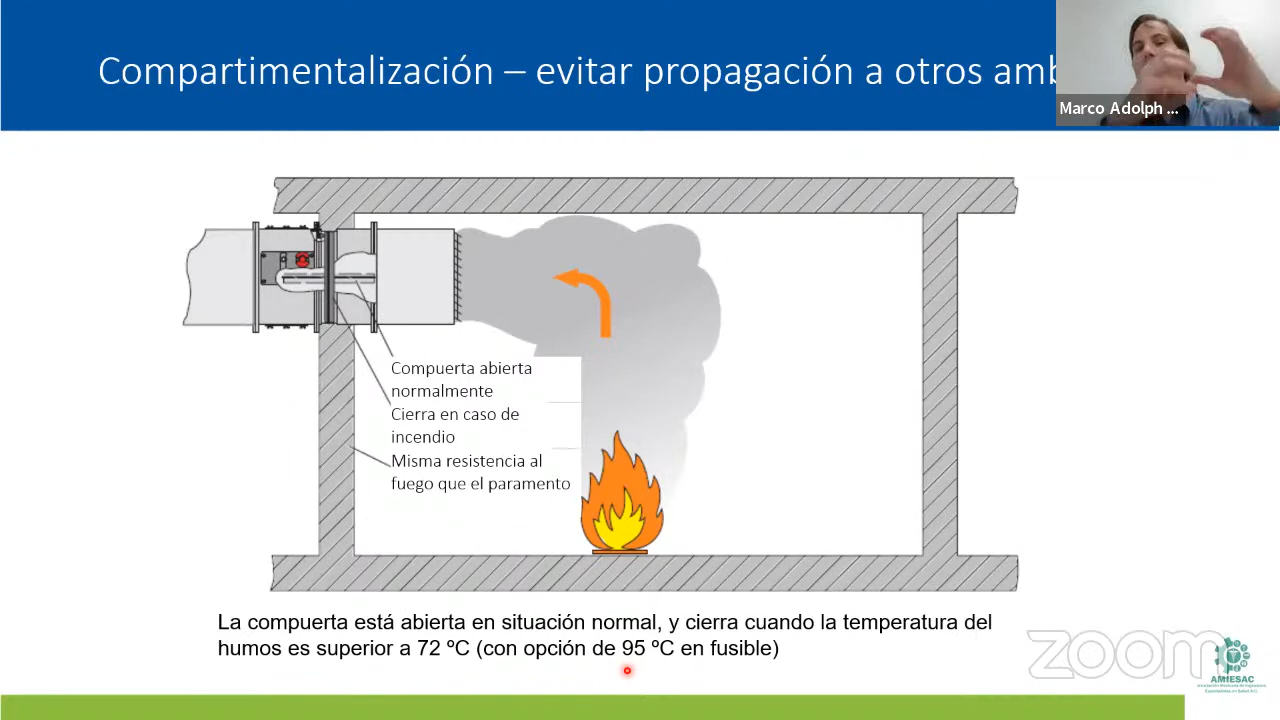 Compartimentalización – evitar propagación a otros amb
Marco Adolph ...
Compuerta abierta
normalmente
Cierra en caso de
incendio
Misma resistencia al
fuego que el paramento
La compuerta está abierta en situación normal, y cierra cuando la temperatura del
humos es superior a 72 ºC (con opción de 95 ºC en fusible)
zoom
AMIESAC